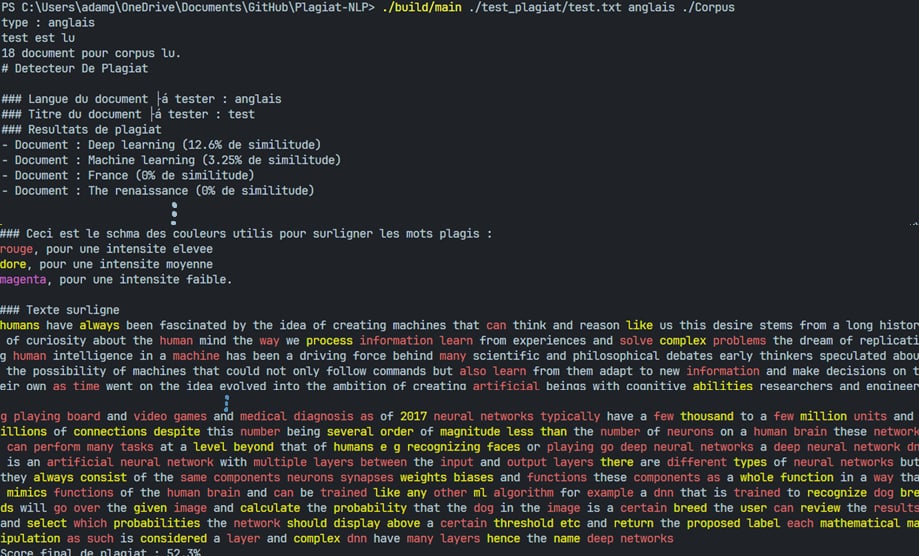 PS C:\Users\adamg\OneDrive\Documents\GitHub\Plagiat-NLP> ./build/main ./test_plagiat/test.txt anglais ./Corpus
type : anglais
test est lu
18 document pour corpus lu.
# Detecteur De Plagiat
### Langue du document ├á tester : anglais
### Titre du document ├á tester : test
### Resultats de plagiat
- Document : Deep learning (12.6% de similitude)
- Document : Machine learning (3.25% de similitude)
- Document : France (0% de similitude)
- Document : The renaissance (0% de similitude)
### Ceci est le schma des couleurs utilis pour surligner les mots plagis :
rouge, pour une intensite elevee
dore, pour une intensite moyenne
magenta, pour une intensite faible.
### Texte surligne
humans have always been fascinated by the idea of creating machines that can think and reason like us this desire stems from a long histor
of curiosity about the human mind the way we process information learn from experiences and solve complex problems the dream of replicati
g human intelligence in a machine has been a driving force behind many scientific and philosophical debates early thinkers speculated abou
the possibility of machines that could not only follow commands but also learn from them adapt to new information and make decisions on t
eir own as time went on the idea evolved into the ambition of creating artificial beings with cognitive abilities researchers and engineer
g playing board and video games and medical diagnosis as of 2017 neural networks typically have a few thousand to a few million units and
illions of connections despite this number being several order of magnitude less than the number of neurons on a human brain these network
can perform many tasks at a level beyond that of humans e g recognizing faces or playing go deep neural networks a deep neural network dn
is an artificial neural network with multiple layers between the input and output layers there are different types of neural networks but
they always consist of the same components neurons synapses weights biases and functions these components as a whole function in a way tha
mimics functions of the human brain and can be trained like any other ml algorithm for example a dnn that is trained to recognize dog bre
ds will go over the given image and calculate the probability that the dog in the image is a certain breed the user can review the results
and select which probabilities the network should display above a certain threshold etc and return the proposed label each mathematical ma
ipulation as such is considered a layer and complex dnn have many layers hence the name deep networks
Score final de plagiat : 52.3%